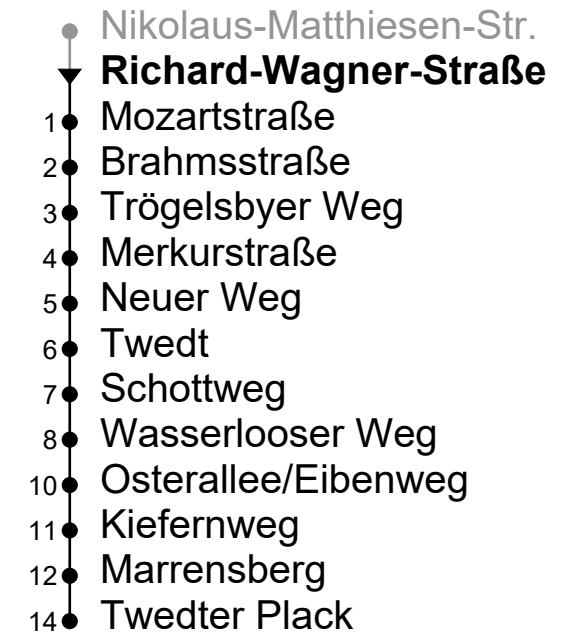 Nikolaus-Matthiesen-Str.
Richard-Wagner-Straße
1 Mozartstraße
2 Brahmsstraße
3 Trögelsbyer Weg
4 Merkurstraße
5 Neuer Weg
6 Twedt
7 Schottweg
8 Wasserlooser Weg
10 Osterallee/Eibenweg
11 Kiefernweg
12 Marrensberg
14 Twedter Plack